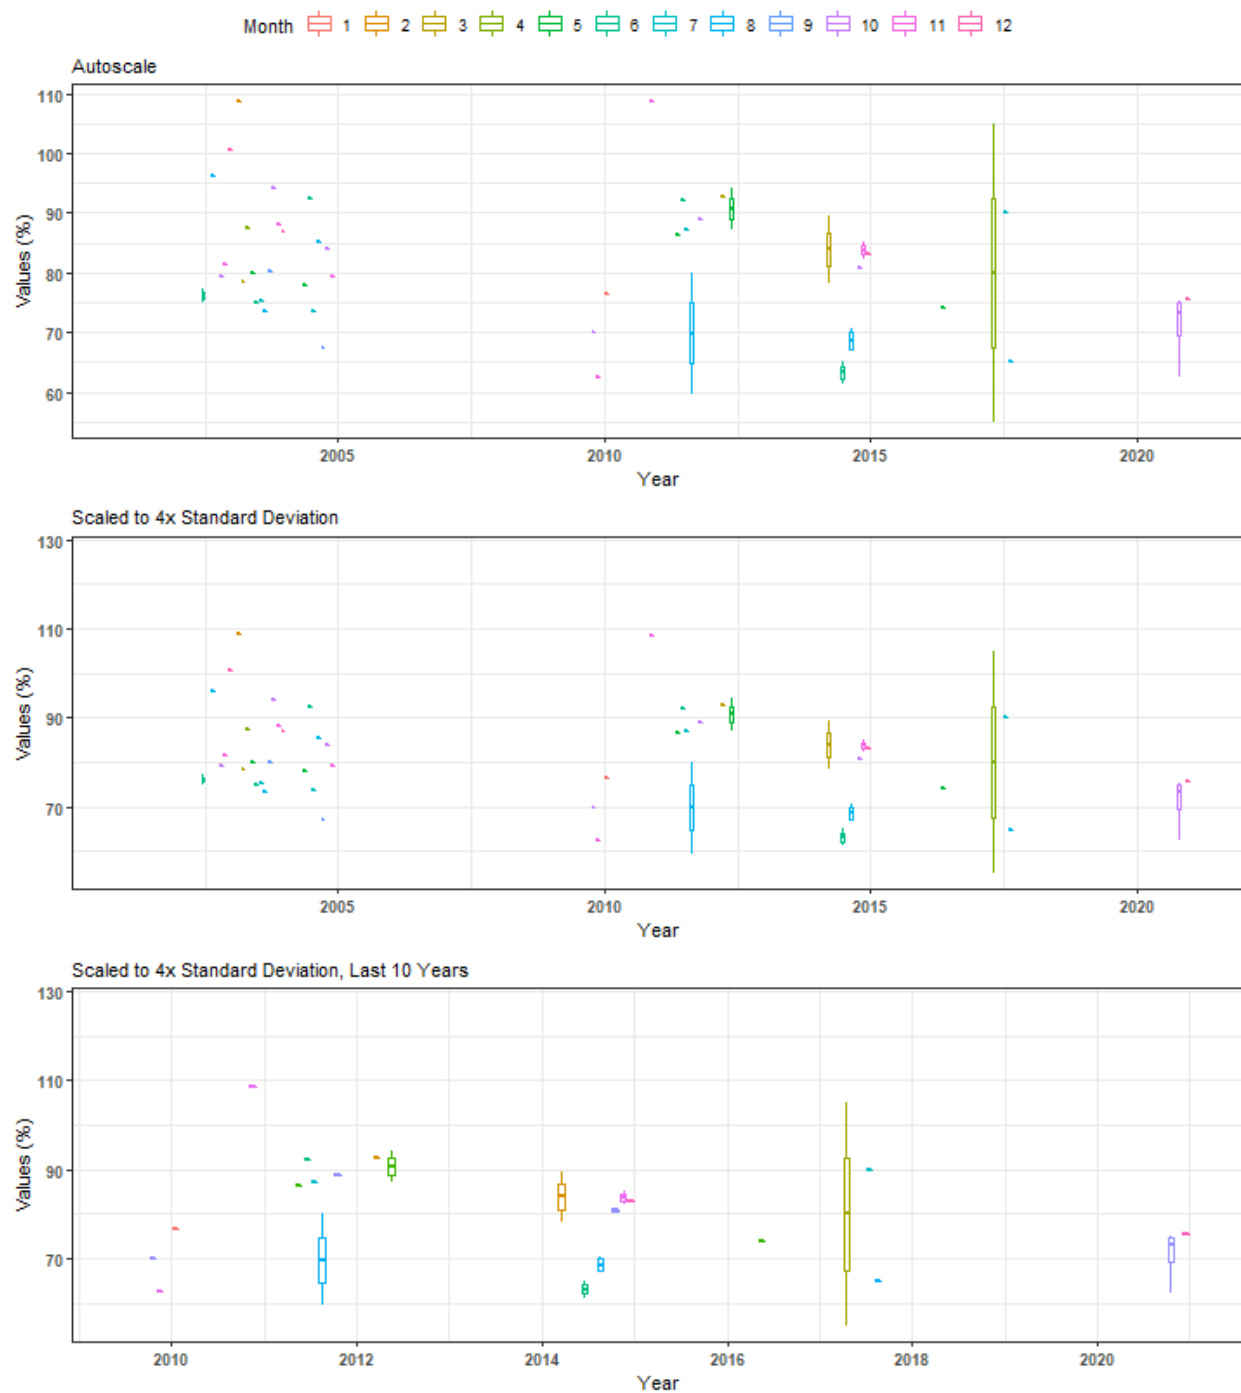 Month 1 2 3 4 5 6 7 8 9 10 11 12
Autoscale
110
100
90
80
70
60
Values (%)
2005 2010 2015 2020
Year
Scaled to 4x Standard Deviation
130
110
90
70
Values (%)
2005 2010 2015 2020
Year
Scaled to 4x Standard Deviation, Last 10 Years
130
110
90
70
Values (%)
2010 2012 2014 2016 2018 2020
Year